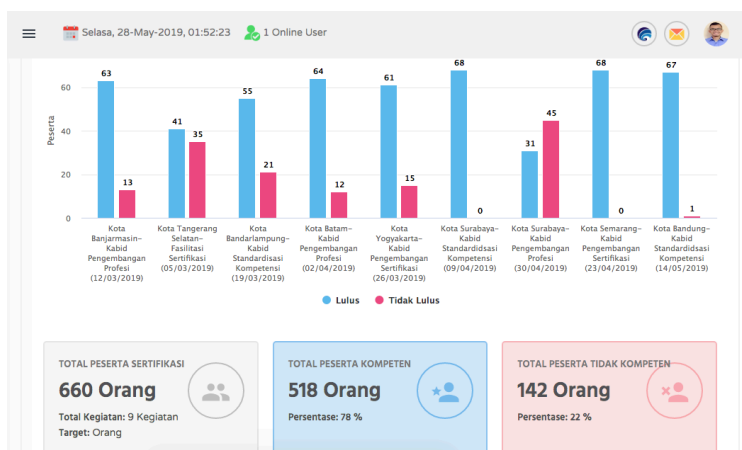 Selasa, 28-May-2019, 01:52:23 1 Online User
Peserta
60
40
20
0
63
13
41
35
55
21
64
12
61
15
68
0
31
45
68
0
67
1
Kota
Banjarmasin-
Kabid
Pengembangan
Profesi
(12/03/2019)
Kota Tangerang
Selatan-
Fasilitasi
Sertifikasi
(05/03/2019)
Kota
Bandarlampung-
Kabid
Standardisasi
Kompetensi
(19/03/2019)
Kota Batam-
Kabid
Pengembangan
Profesi
(02/04/2019)
Kota
Yogyakarta-
Kabid
Pengembangan
Sertifikasi
(26/03/2019)
Kota Surabaya-
Kabid
Standardidsasi
Kompetensi
(09/04/2019)
Kota Surabaya-
Kabid
Pengembangan
Profesi
(30/04/2019)
Kota Semarang-
Kabid
Pengembangan
Sertifikasi
(23/04/2019)
Kota Bandung-
Kabid
Standardidsasi
Kompetensi
(14/05/2019)
Lulus Tidak Lulus
TOTAL PESERTA SERTIFIKASI
660 Orang
Total Kegiatan: 9 Kegiatan
Target: Orang
TOTAL PESERTA KOMPETEN
518 Orang
Persentase: 78 %
TOTAL PESERTA TIDAK KOMPETEN
142 Orang
Persentase: 22 %